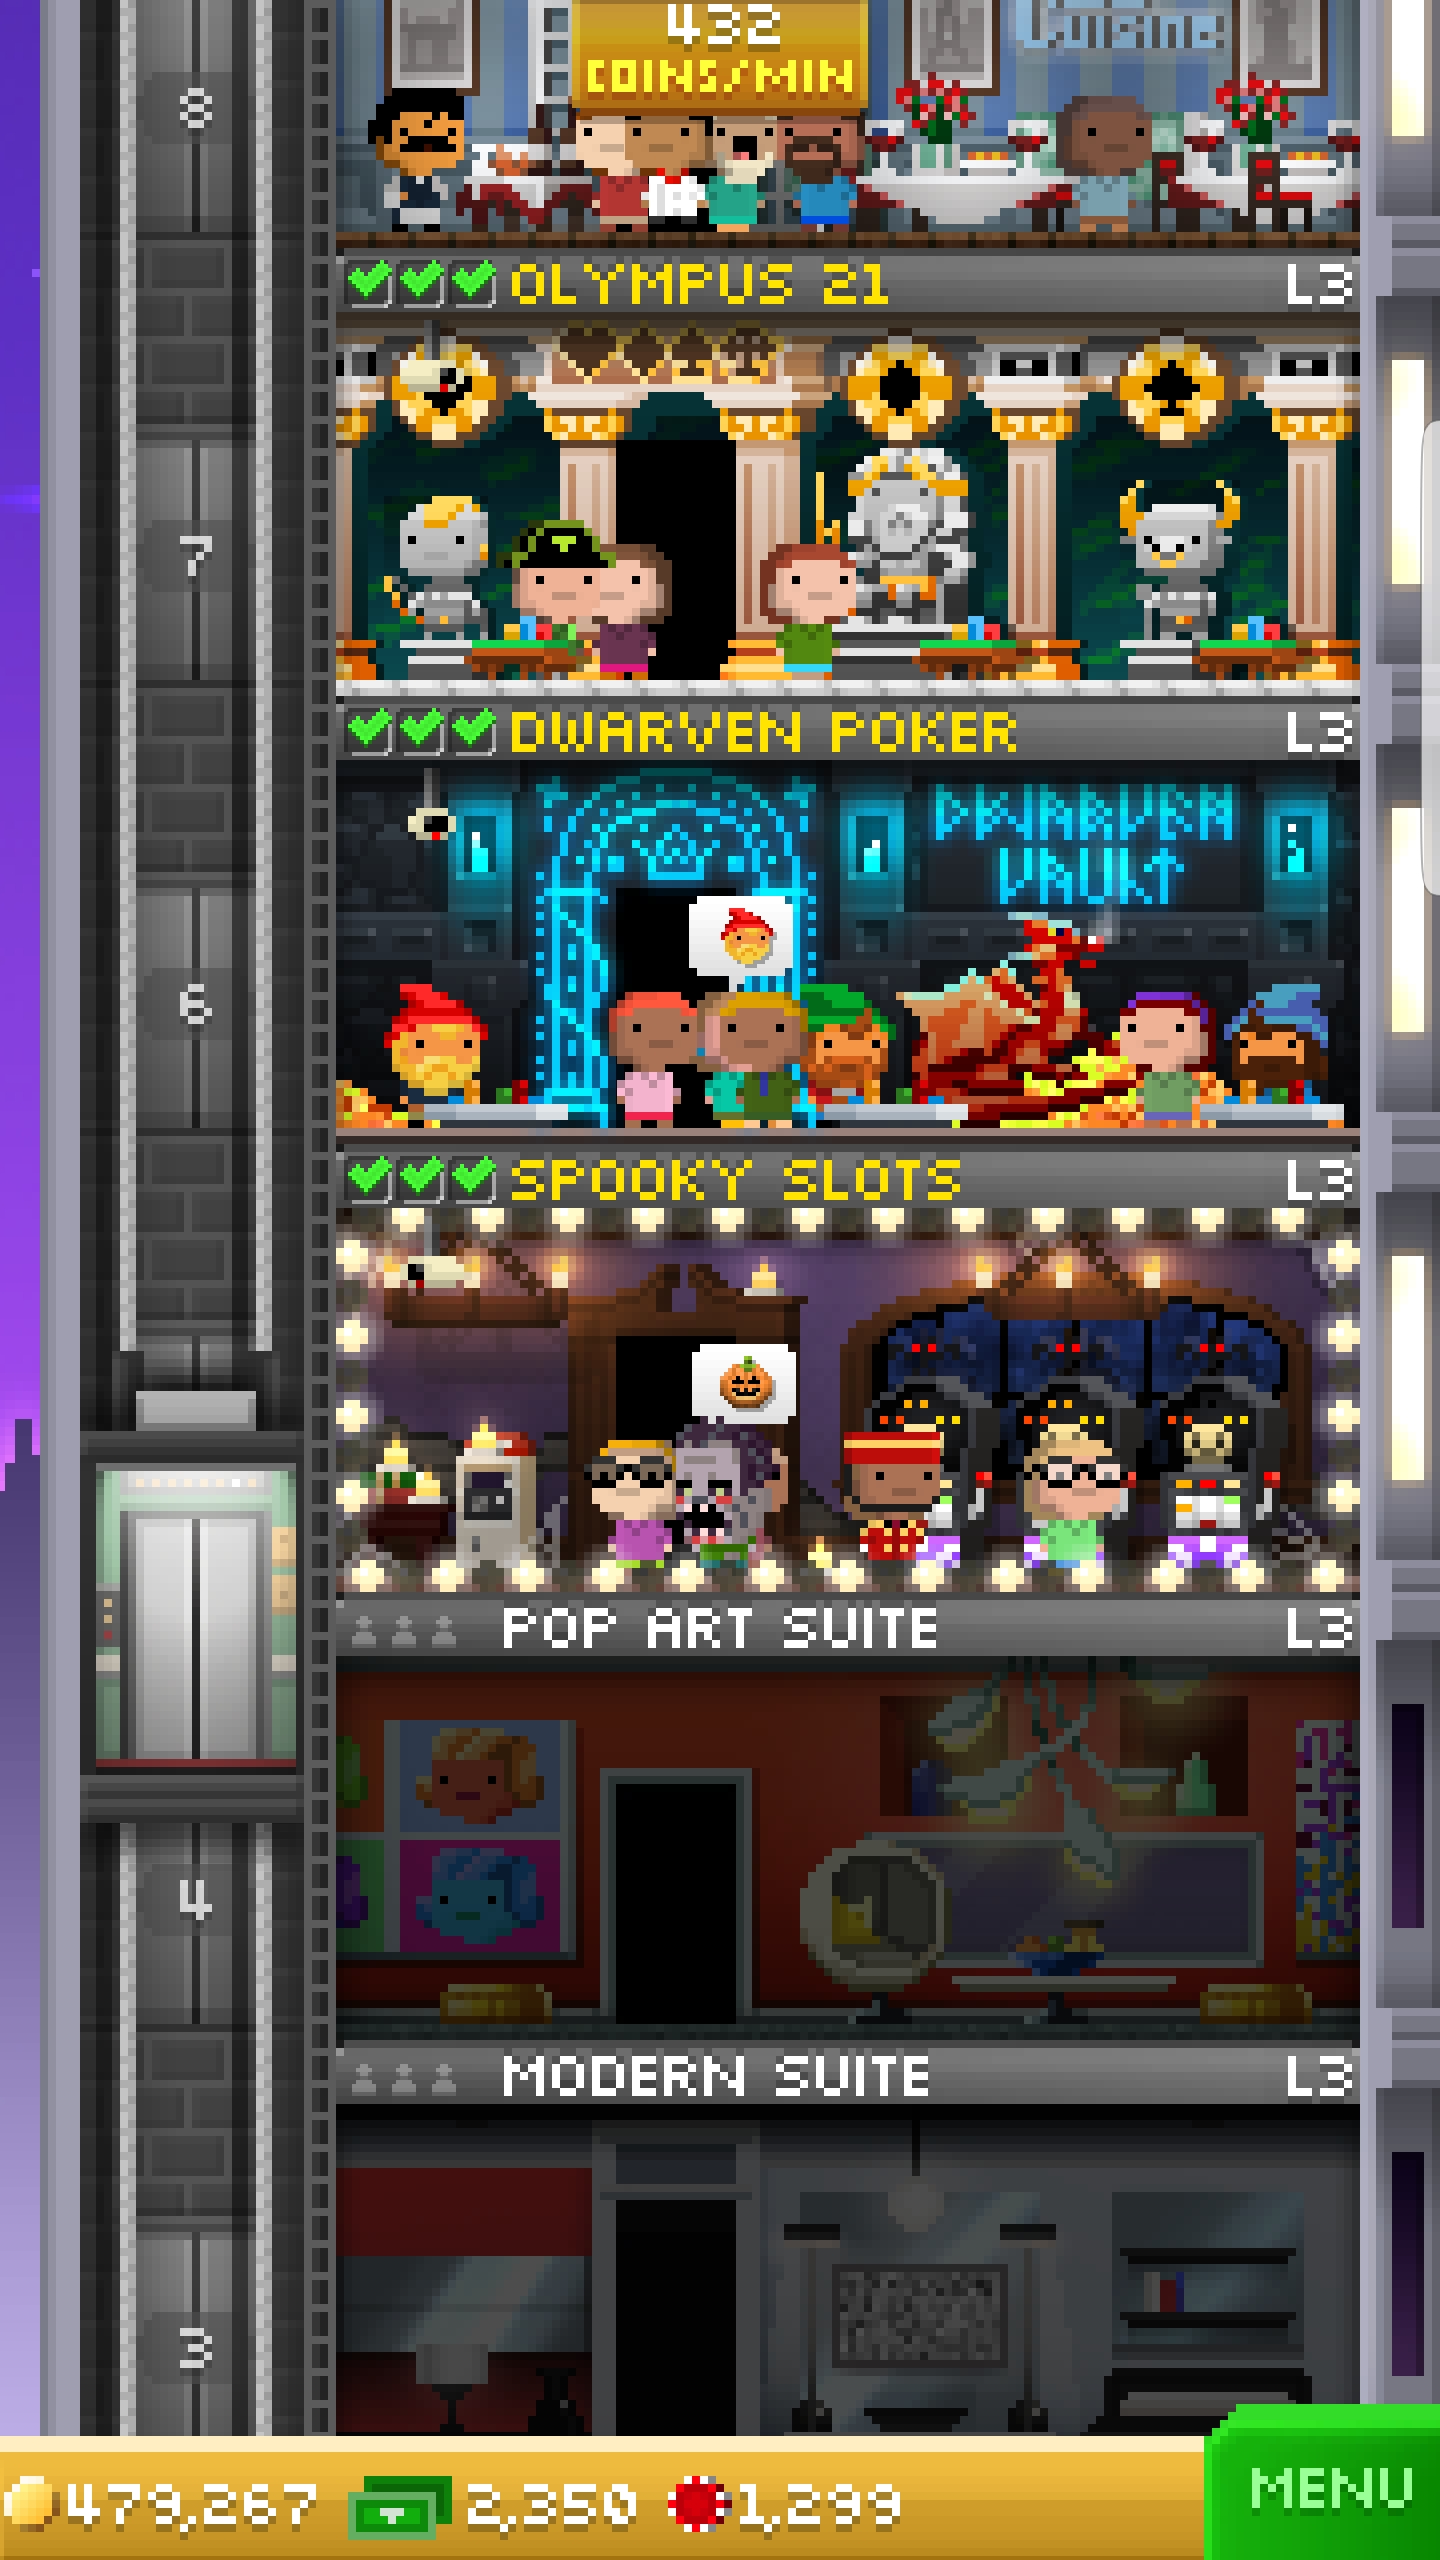 Cuisine
432
COINS/MIN
8
OLYMPUS 21 L3
7
DWARVEN POKER L3
DWARVEN
VAULT
6
SPOOKY SLOTS L3
POP ART SUITE L3
4
MODERN SUITE L3
3
479,267 2,350 1,299 MENU